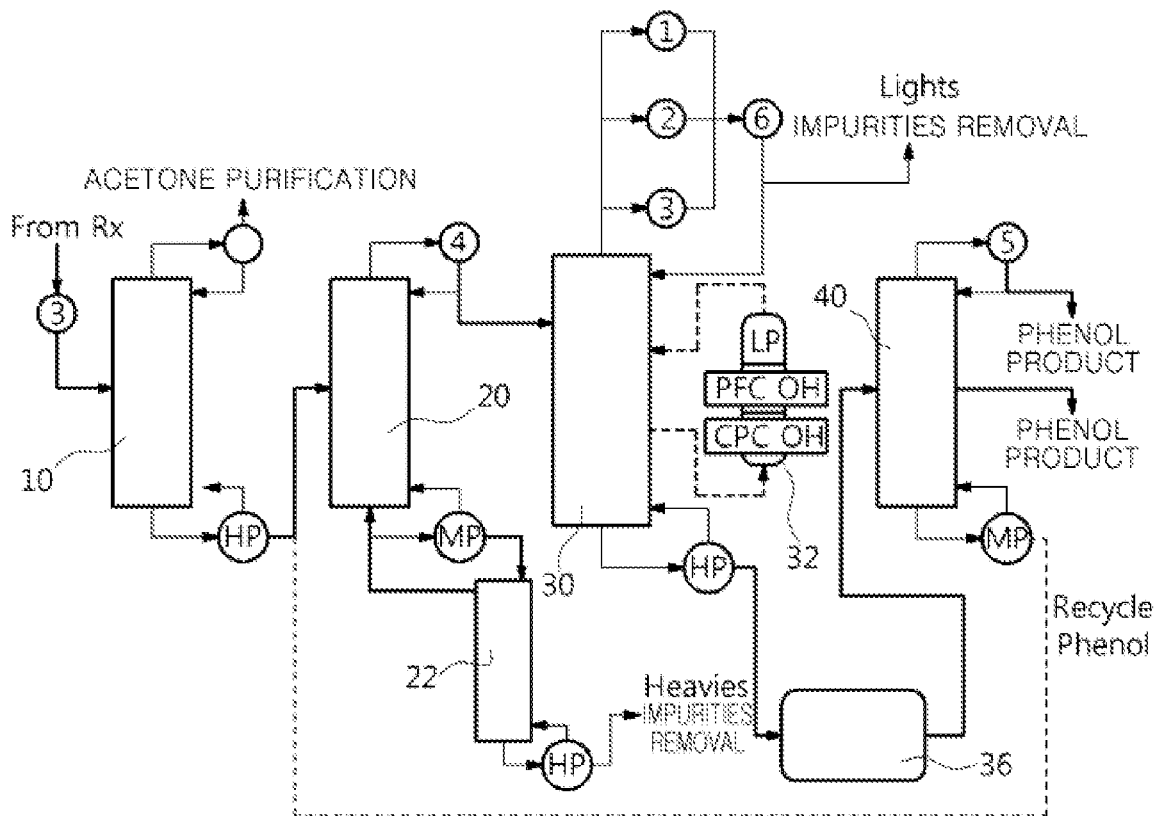 ①
②
⑥
③
Lights
IMPURITIES REMOVAL
ACETONE PURIFICATION
From Rx
③
④
⑤
10
20
30
LP
PFC OH
CPC OH
32
40
PHENOL
PRODUCT
PHENOL
PRODUCT
HP
MP
HP
MP
22
HP
Heavies
IMPURITIES
REMOVAL
36
Recycle
Phenol